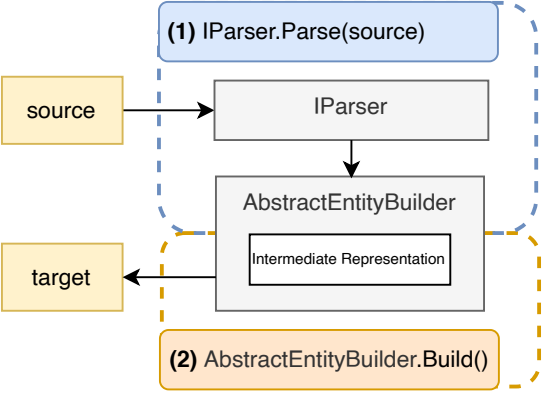 (1) IParser.Parse(source)
source
IParser
AbstractEntityBuilder
Intermediate Representation
target
(2) AbstractEntityBuilder.Build()